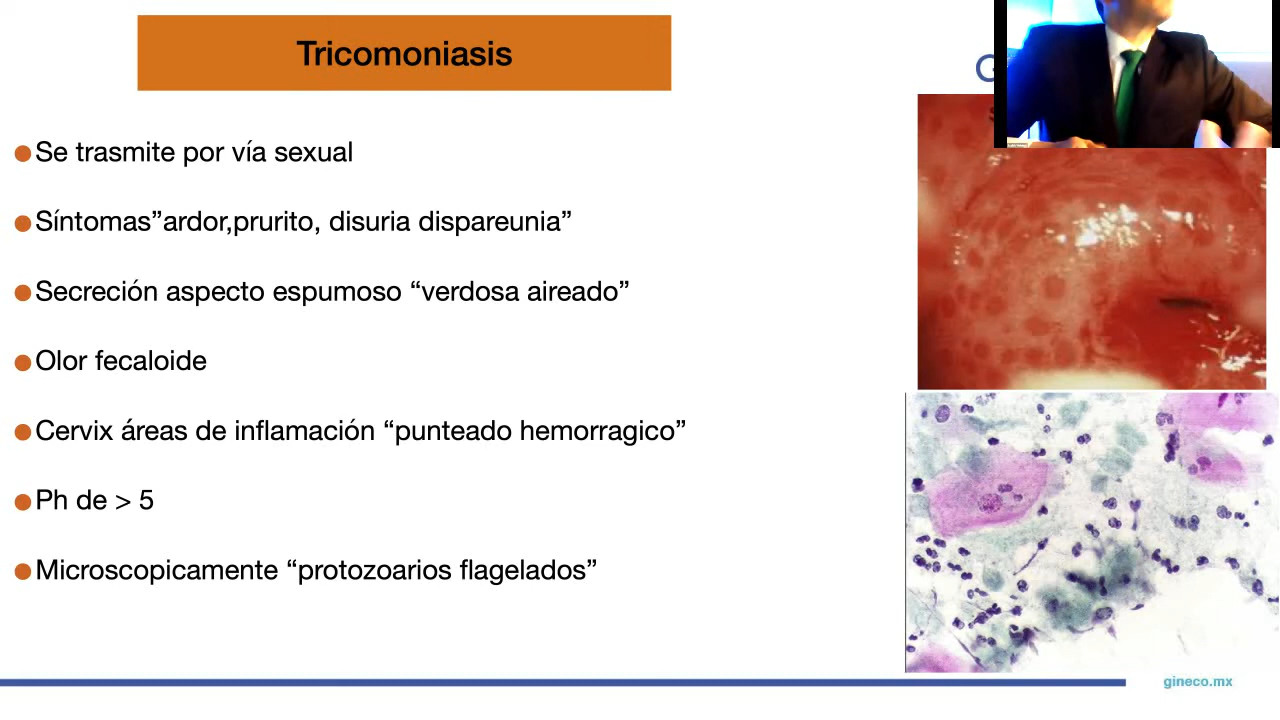 Tricomoniasis
Se trasmite por vía sexual
Síntomas”ardor,prurito, disuria dispareunia”
Secreción aspecto espumoso “verdosa aireado”
Olor fecaloide
Cervix áreas de inflamación “punteado hemorragico”
Ph de > 5
Microscopicamente “protozoarios flagelados”
gineco.mx